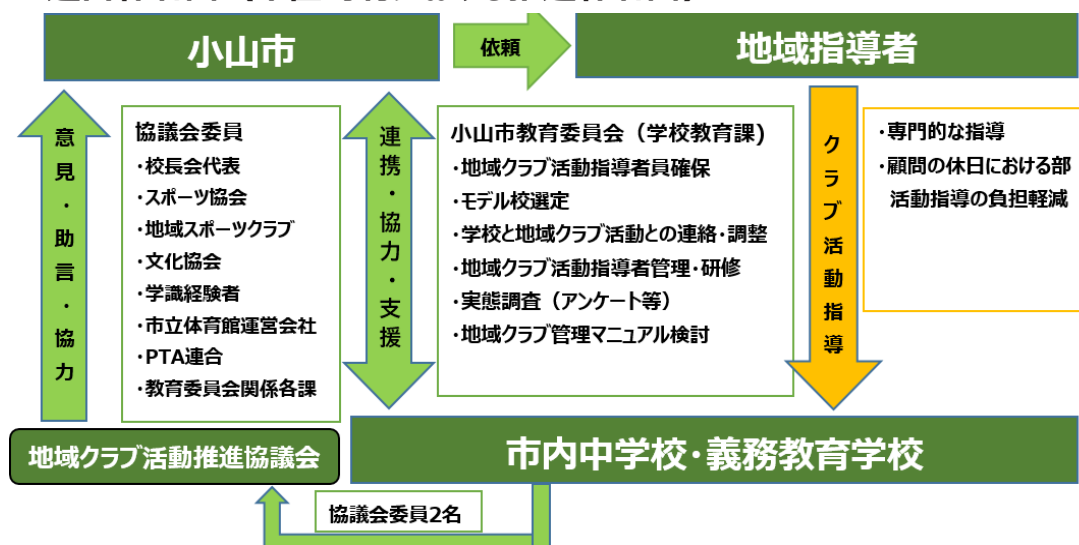 小山市
依頼
地域指導者
意見・助言・協力
協議会委員
・校長会代表
・スポーツ協会
・地域スポーツクラブ
・文化協会
・学識経験者
・市立体育館運営会社
・PTA連合
・教育委員会関係各課
連携・協力・支援
小山市教育委員会（学校教育課)
・地域クラブ活動指導者員確保
・モデル校選定
・学校と地域クラブ活動との連絡・調整
・地域クラブ活動指導者管理・研修
・実態調査（アンケート等）
・地域クラブ管理マニュアル検討
クラブ活動指導
・専門的な指導
・顧問の休日における部
活動指導の負担軽減
地域クラブ活動推進協議会
市内中学校・義務教育学校
協議会委員2名